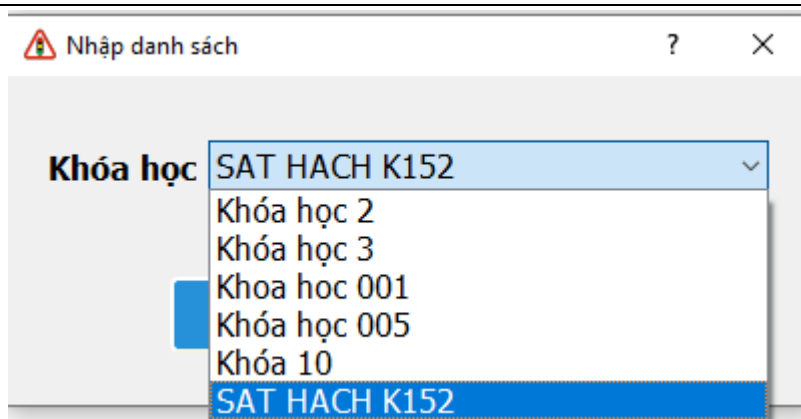 Nhập danh sách
Khóa học SAT HACH K152
Khóa học 2
Khóa học 3
Khoa học 001
Khóa học 005
Khóa 10
SAT HACH K152